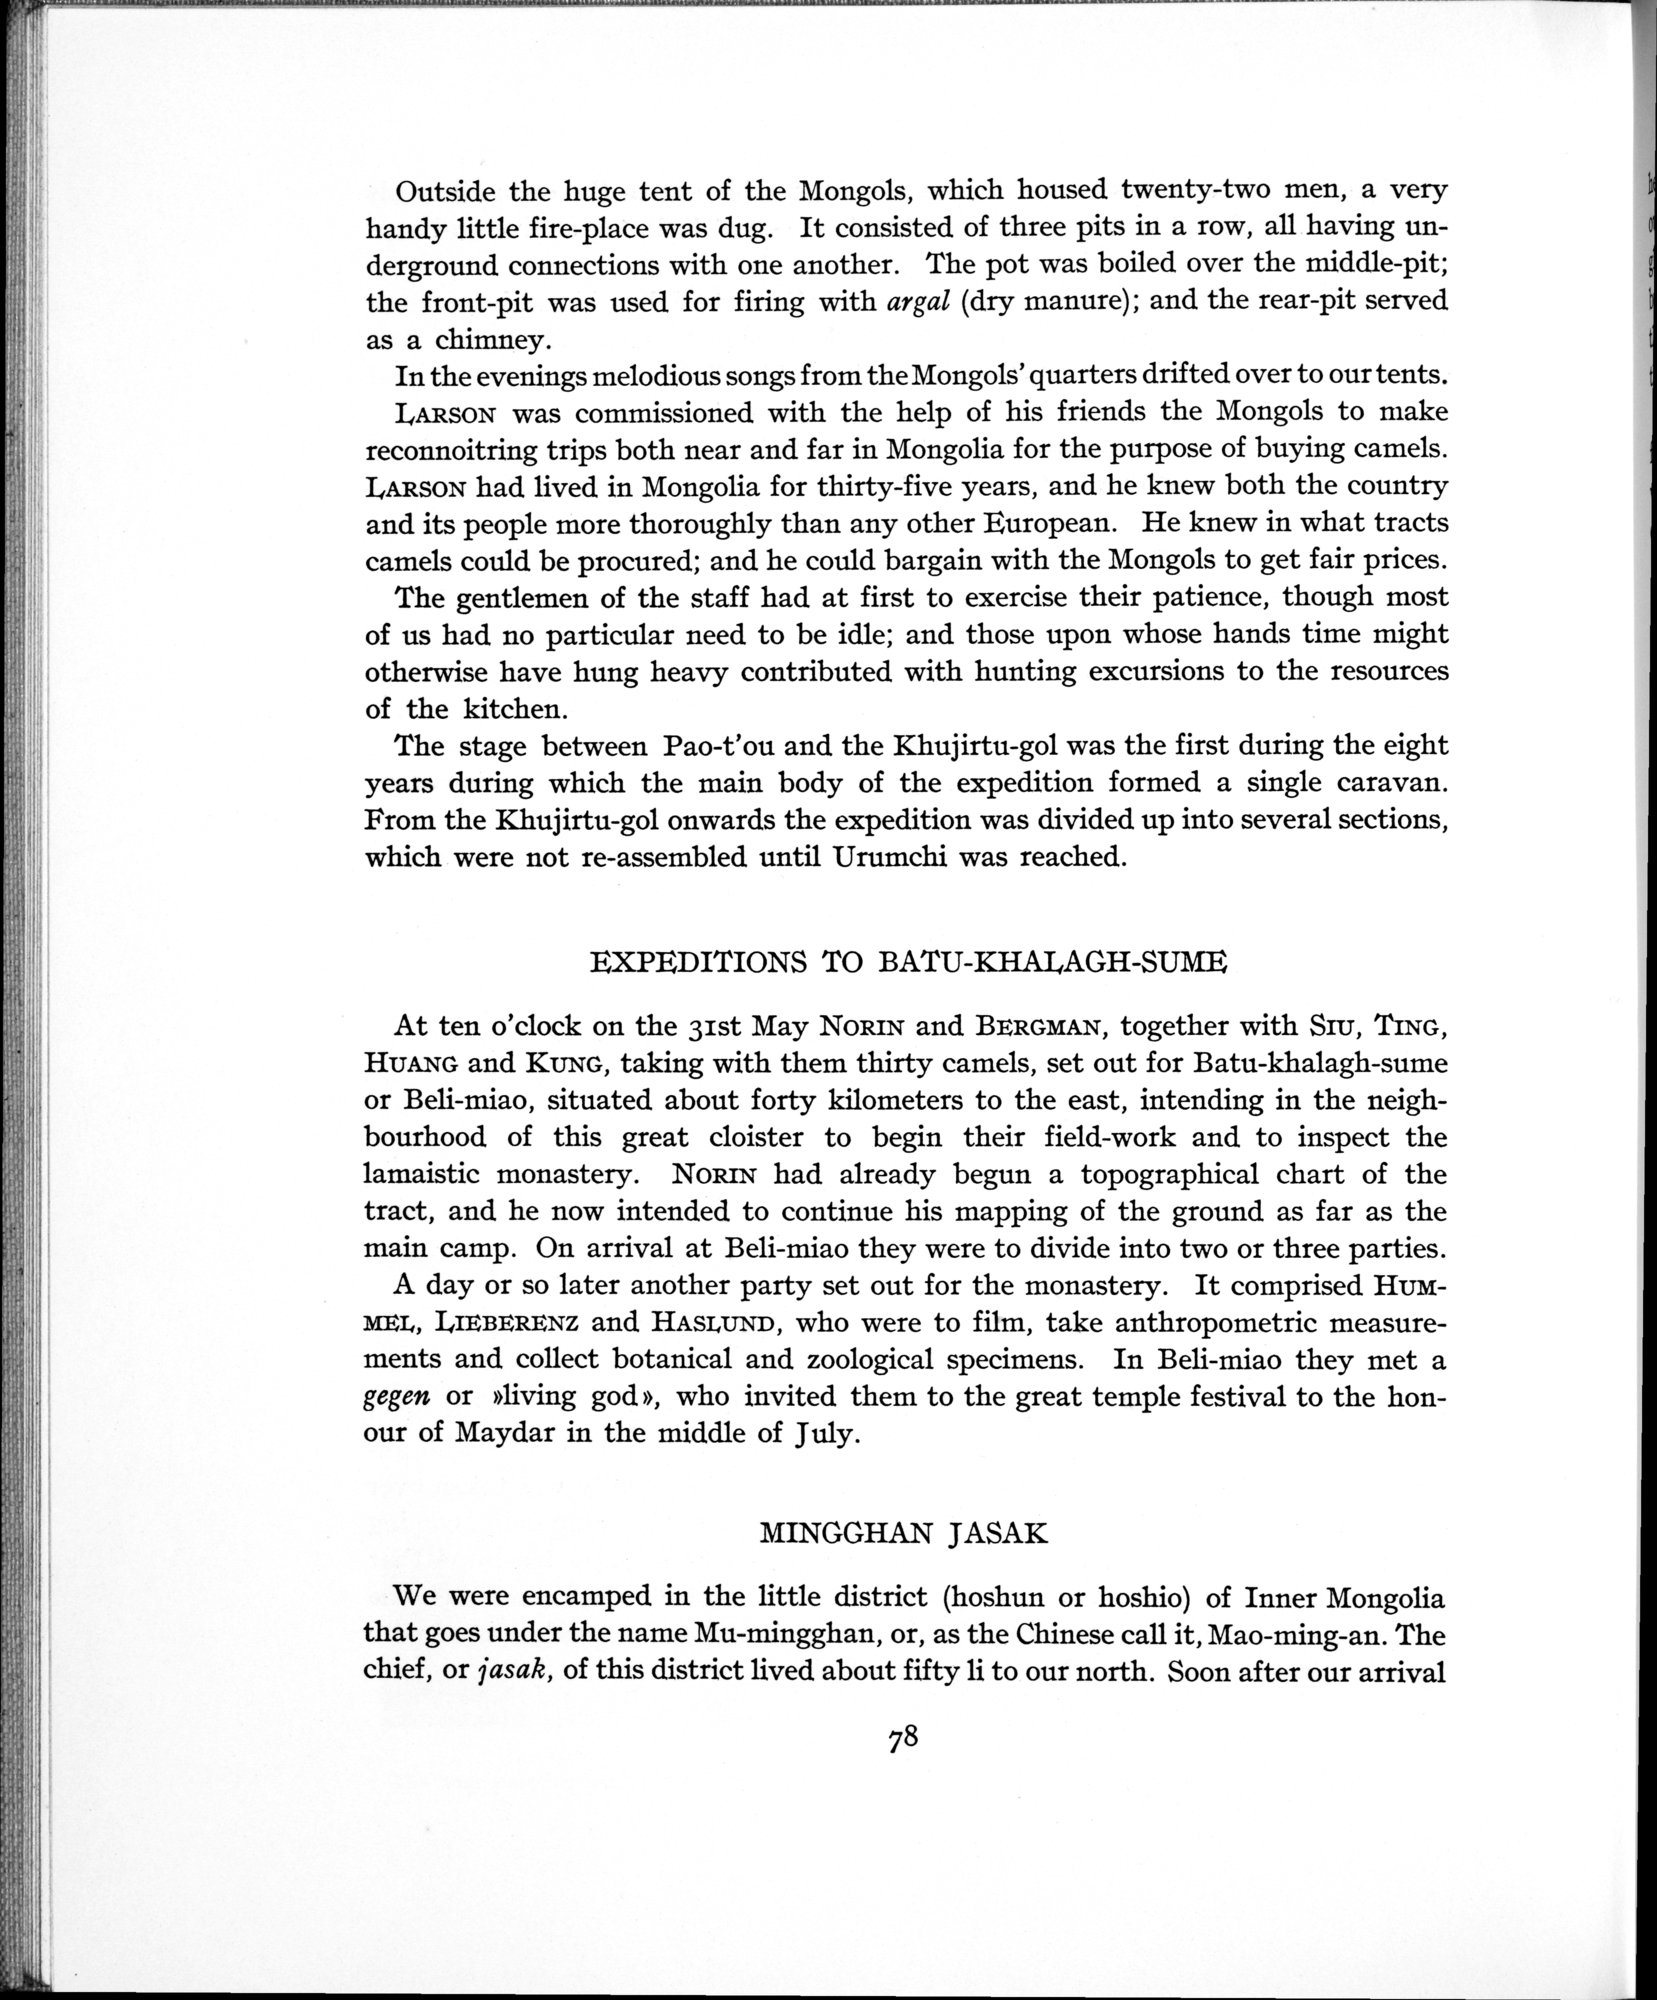 Outside the huge tent of the Mongols, which housed twenty-two men, a very
handy little fire-place was dug. It consisted of three pits in a row, all having un-
derground connections with one another. The pot was boiled over the middle-pit;
the front-pit was used for firing with argal (dry manure); and the rear-pit served
as a chimney.
In the evenings melodious songs from the Mongols' quarters drifted over to our tents.
LARSON was commissioned with the help of his friends the Mongols to make
reconnoitring trips both near and far in Mongolia for the purpose of buying camels.
LARSON had lived in Mongolia for thirty-five years, and he knew both the country
and its people more thoroughly than any other European. He knew in what tracts
camels could be procured; and he could bargain with the Mongols to get fair prices.
The gentlemen of the staff had at first to exercise their patience, though most
of us had no particular need to be idle; and those upon whose hands time might
otherwise have hung heavy contributed with hunting excursions to the resources
of the kitchen.
The stage between Pao-t'ou and the Khujirtu-gol was the first during the eight
years during which the main body of the expedition formed a single caravan.
From the Khujirtu-gol onwards the expedition was divided up into several sections,
which were not re-assembled until Urumchi was reached.
EXPEDITIONS TO BATU-KHALAGH-SUME
At ten o'clock on the 31st May NORIN and BERGMAN, together with SIU, TING,
HUANG and KUNG, taking with them thirty camels, set out for Batu-khalagh-sume
or Beli-miao, situated about forty kilometers to the east, intending in the neigh-
bourhood of this great cloister to begin their field-work and to inspect the
lamaistic monastery. NORIN had already begun a topographical chart of the
tract, and he now intended to continue his mapping of the ground as far as the
main camp. On arrival at Beli-miao they were to divide into two or three parties.
A day or so later another party set out for the monastery. It comprised HUM-
MEL, LIEBERENZ and HASLUND, who were to film, take anthropometric measure-
ments and collect botanical and zoological specimens. In Beli-miao they met a
gegen or »living god», who invited them to the great temple festival to the hon-
our of Maydar in the middle of July.
MINGGHAN JASAK
We were encamped in the little district (hoshun or hoshio) of Inner Mongolia
that goes under the name Mu-mingghan, or, as the Chinese call it, Mao-ming-an. The
chief, or jasak, of this district lived about fifty li to our north. Soon after our arrival
78